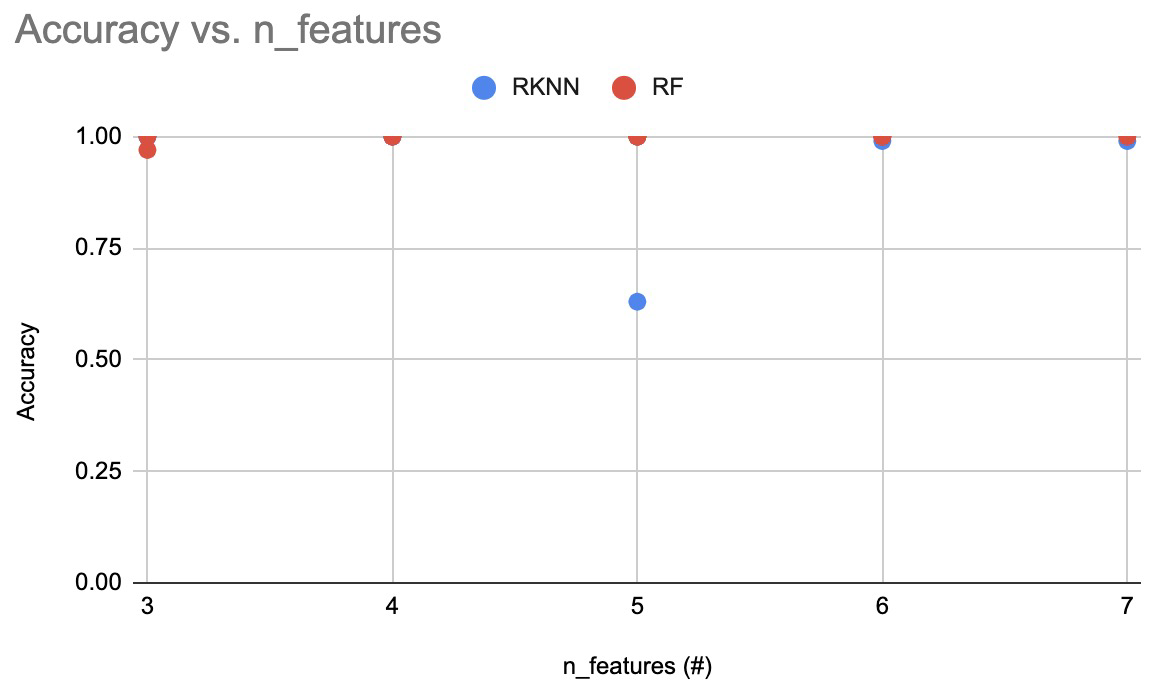 Accuracy vs. n_features
RKNN RF
1.00
0.75
0.50
0.25
0.00
Accuracy
3 4 5 6 7
n_features (#)